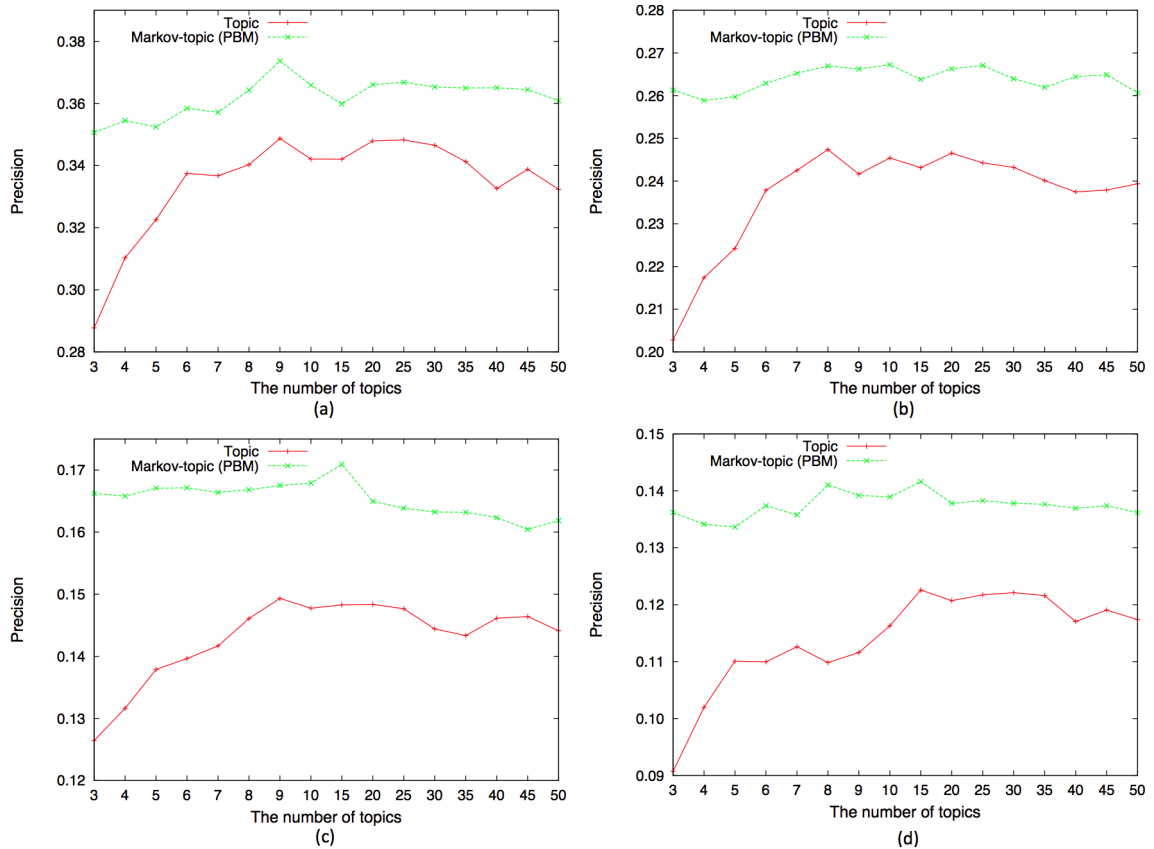 Topic
Markov-topic (PBM)
0.39
0.38
0.36
0.34
0.32
0.30
0.28
Precision
3 4 5 6 7 8 9 10 15 20 25 30 35 40 45 50
The number of topics
(a)
Topic
Markov-topic (PBM)
0.28
0.27
0.26
0.25
0.24
0.23
0.22
0.21
0.20
Precision
3 4 5 6 7 8 9 10 15 20 25 30 35 40 45 50
The number of topics
(b)
Topic
Markov-topic (PBM)
0.17
0.16
0.15
0.14
0.13
0.12
Precision
3 4 5 6 7 8 9 10 15 20 25 30 35 40 45 50
The number of topics
(c)
Topic
Markov-topic (PBM)
0.15
0.14
0.13
0.12
0.11
0.10
0.09
Precision
3 4 5 6 7 8 9 10 15 20 25 30 35 40 45 50
The number of topics
(d)